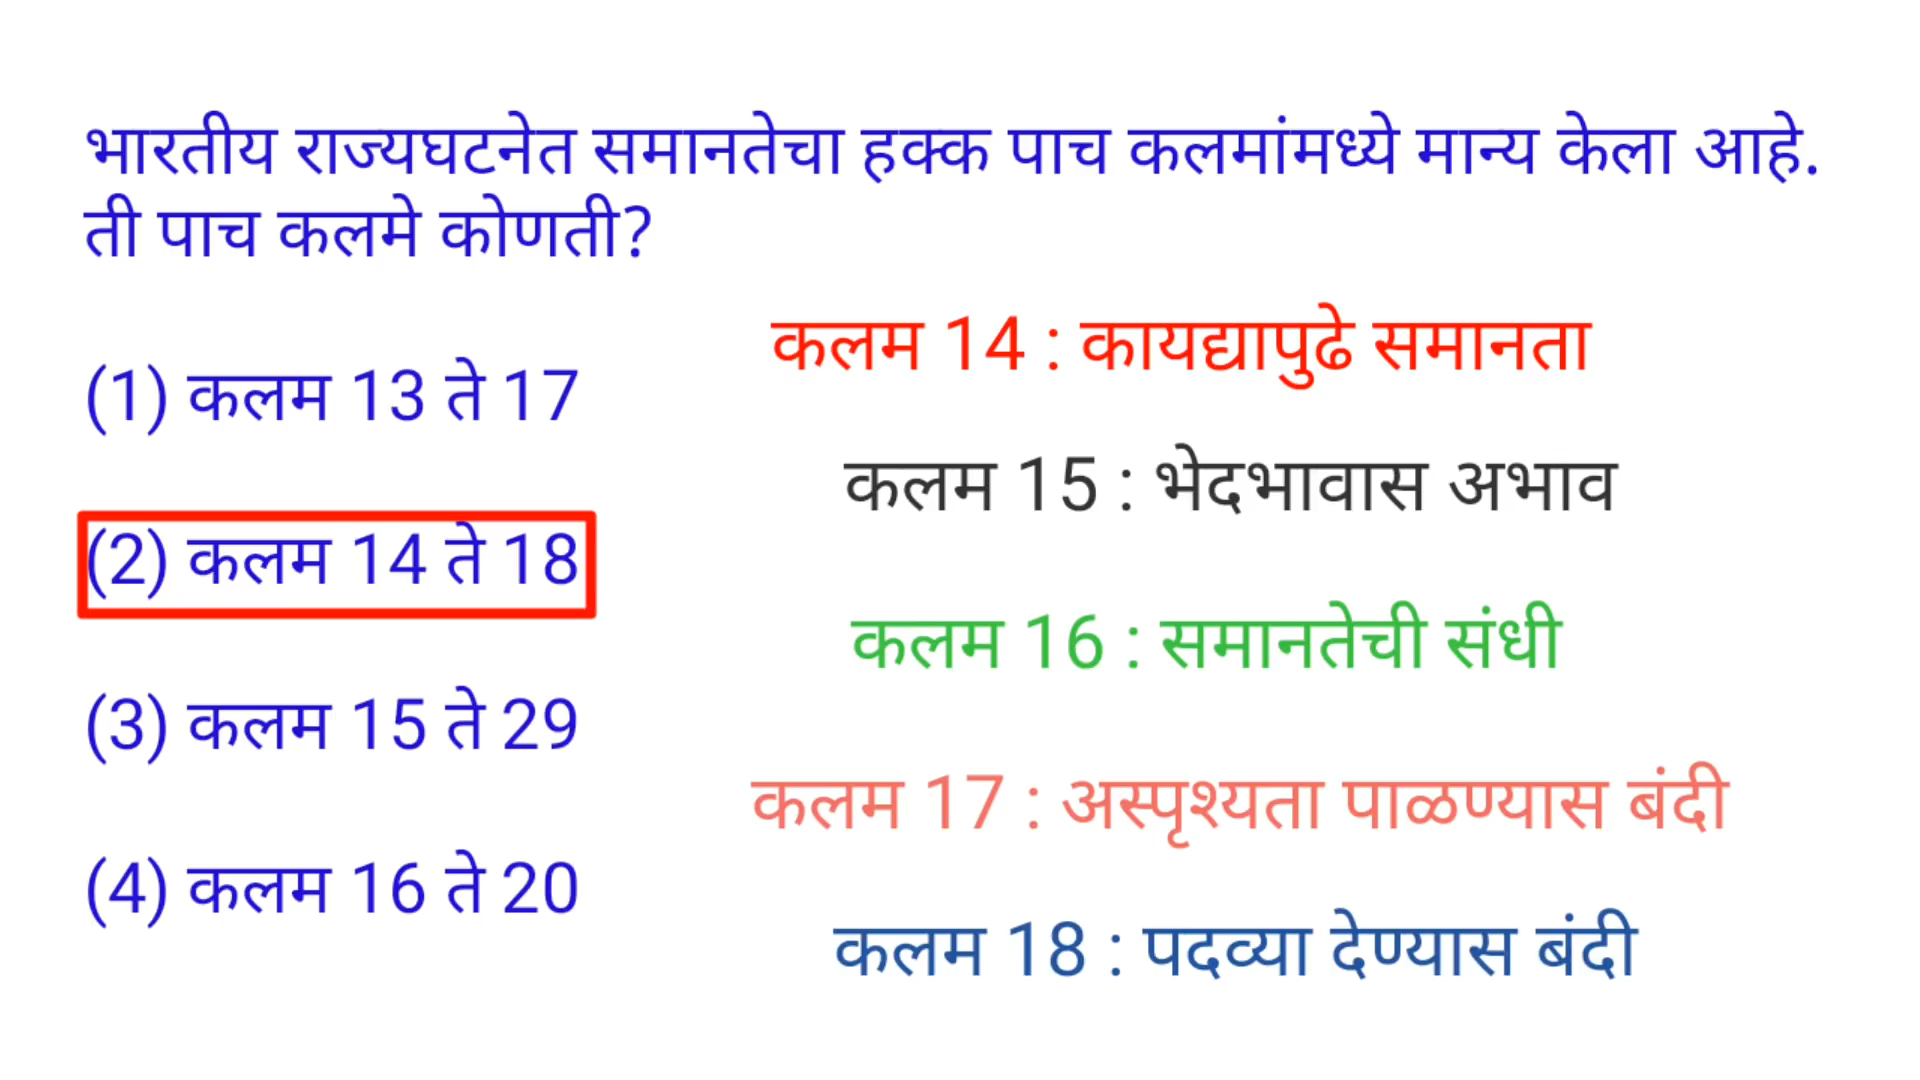 भारतीय राज्यघटनेत समानतेचा हक्क पाच कलमांमध्ये मान्य केला आहे.
ती पाच कलमे कोणती?
(1) कलम 13 ते 17
(2) कलम 14 ते 18
(3) कलम 15 ते 29
(4) कलम 16 ते 20
कलम 14 : कायद्यापुढे समानता
कलम 15 : भेदभावास अभाव
कलम 16 : समानतेची संधी
कलम 17 : अस्पृश्यता पाळण्यास बंदी
कलम 18 : पदव्या देण्यास बंदी